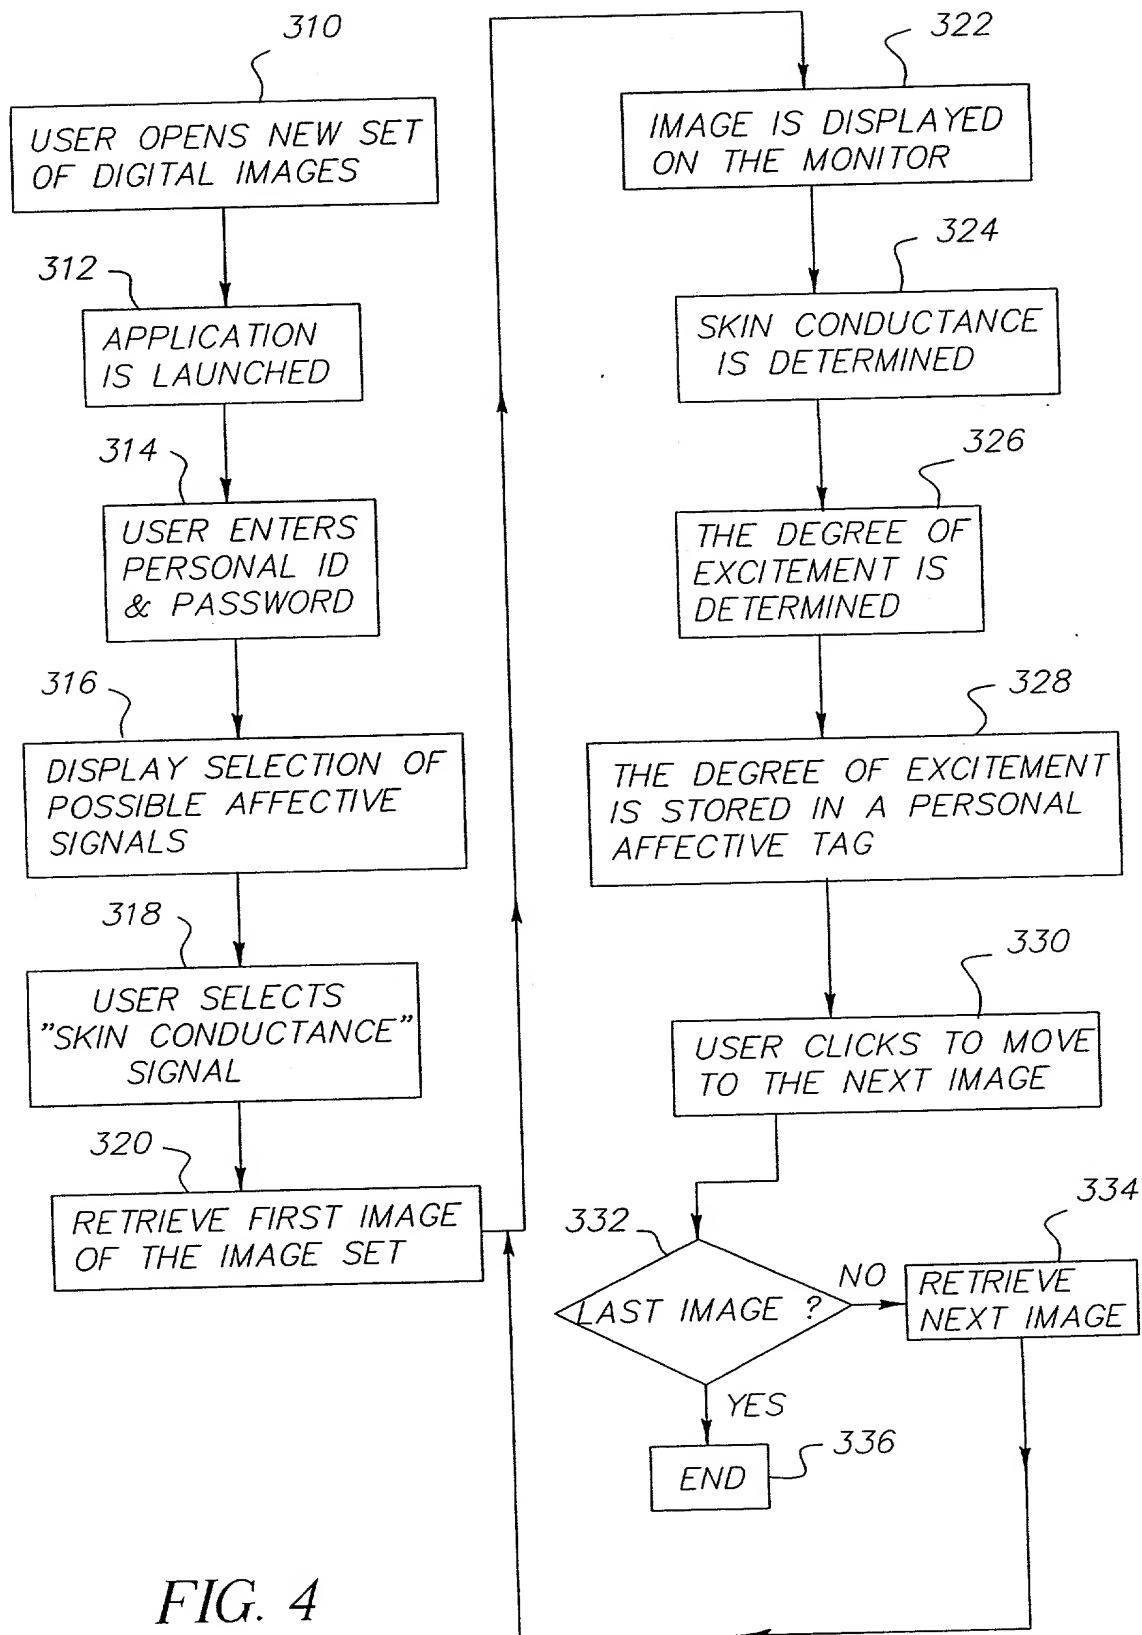 310
USER OPENS NEW SET
OF DIGITAL IMAGES
312
APPLICATION
IS LAUNCHED
314
USER ENTERS
PERSONAL ID
& PASSWORD
316
DISPLAY SELECTION OF
POSSIBLE AFFECTIVE
SIGNALS
318
USER SELECTS
"SKIN CONDUCTANCE"
SIGNAL
320
RETRIEVE FIRST IMAGE
OF THE IMAGE SET
322
IMAGE IS DISPLAYED
ON THE MONITOR
324
SKIN CONDUCTANCE
IS DETERMINED
326
THE DEGREE OF
EXCITEMENT IS
DETERMINED
328
THE DEGREE OF EXCITEMENT
IS STORED IN A PERSONAL
AFFECTIVE TAG
330
USER CLICKS TO MOVE
TO THE NEXT IMAGE
332
LAST IMAGE ?
NO
334
RETRIEVE
NEXT IMAGE
YES
336
END
FIG. 4